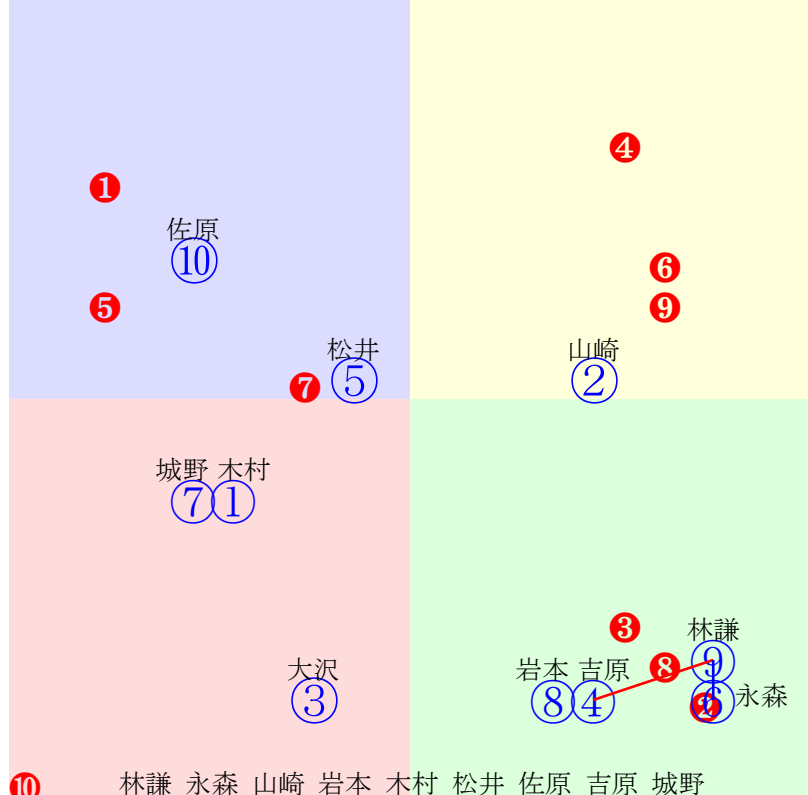 ❹
❶
佐原
⑩
❻
❺
❾
松井
山崎
❼
⑤
②
城野 木村
⑦①
❸
林謙
大沢
岩本 吉原
❽
⑨
③
⑧④
⑥
永森
❿ 林謙 永森 山崎 岩本 木村 松井 佐原 吉原 城野